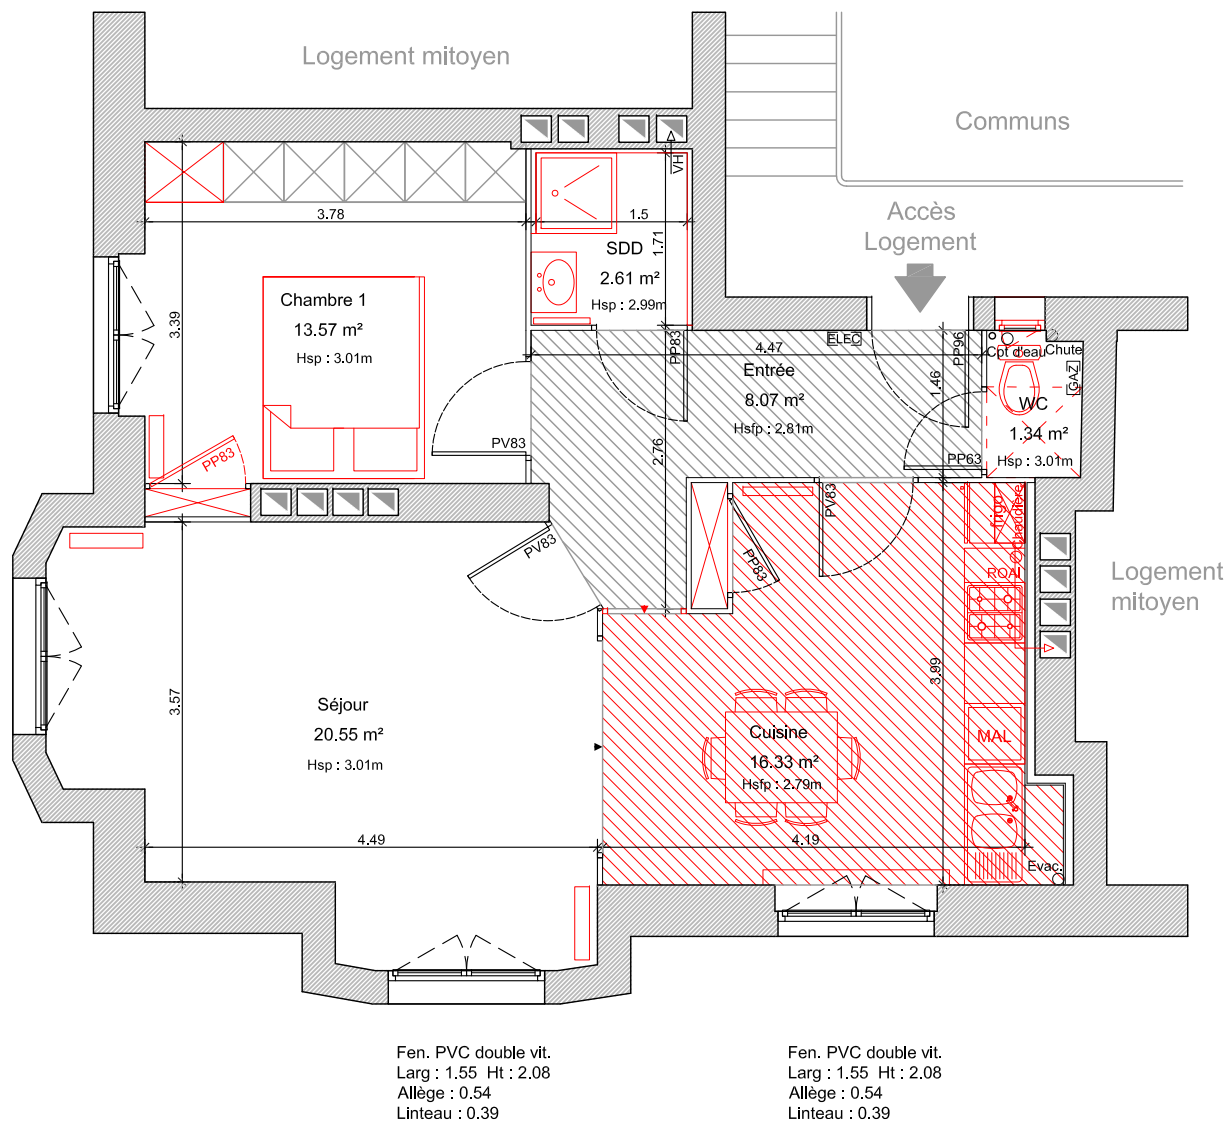 Logement mitoyen
Communs
Accès
Logement
VH
3.78
1.5
1.71
SDD
2.61 m²
Hsp : 2.99m
Chambre 1
13.57 m²
Hsp : 3.01m
3.39
PP83
ELEC
4.47
PP96
Entrée
8.07 m²
Hsfp : 2.81m
1.46
Cpt d'eau
Chute
GAZ
WC
1.34 m²
Hsp : 3.01m
PV83
PP63
2.76
PP83
PV83
PV83
PP83
frigo
Chaudière
ROAI
Logement
mitoyen
3.57
Séjour
20.55 m²
Hsp : 3.01m
3.99
Cuisine
16.33 m²
Hsfp : 2.79m
MAL
4.49
4.19
Evac.
Fen. PVC double vit.
Larg : 1.55 Ht : 2.08
Allège : 0.54
Linteau : 0.39
Fen. PVC double vit.
Larg : 1.55 Ht : 2.08
Allège : 0.54
Linteau : 0.39